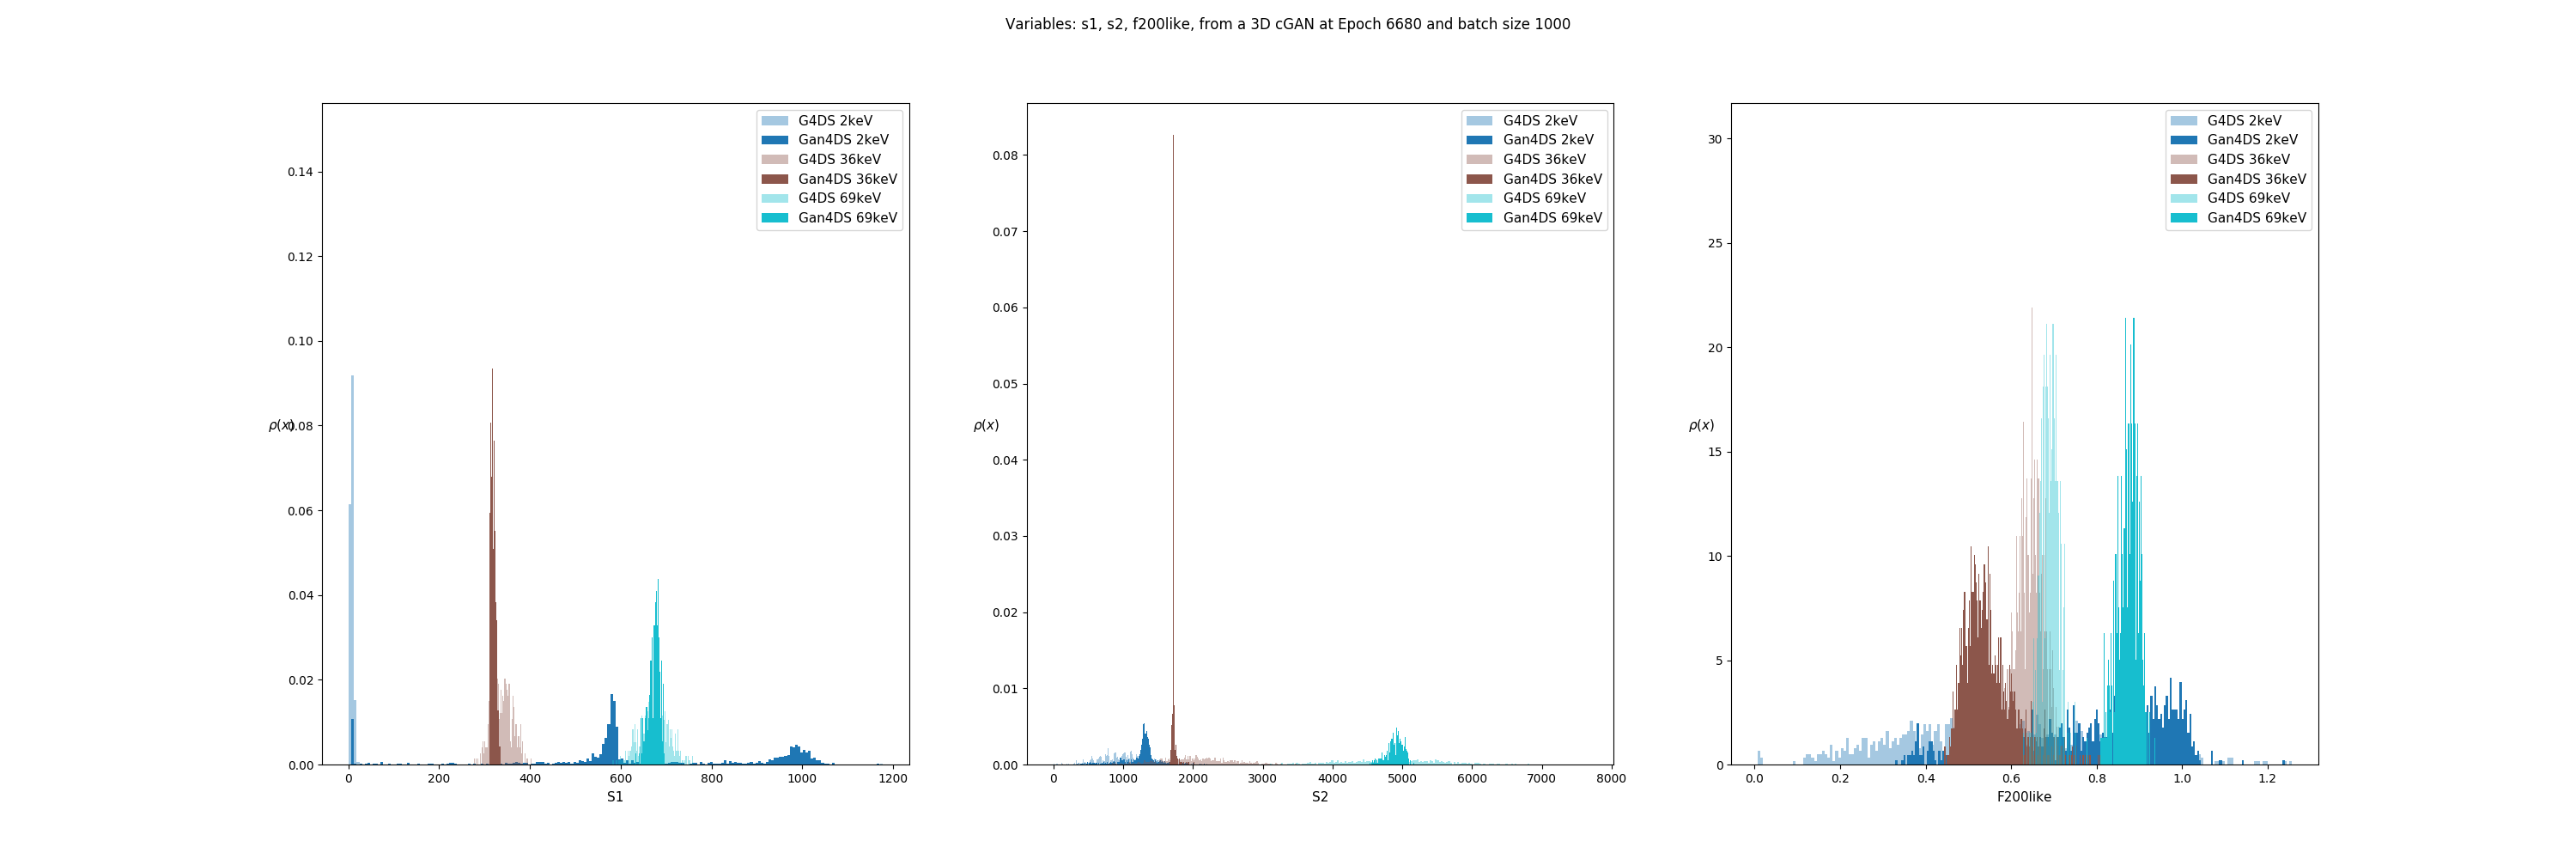 Variables: s1, s2, f200like, from a 3D cGAN at Epoch 6680 and batch size 1000
G4DS 2keV
Gan4DS 2keV
G4DS 36keV
Gan4DS 36keV
G4DS 69keV
Gan4DS 69keV
0.14
0.12
0.10
0.08
0.06
0.04
0.02
0.00
ρ(x)
0 200 400 600 800 1000 1200
S1
G4DS 2keV
Gan4DS 2keV
G4DS 36keV
Gan4DS 36keV
G4DS 69keV
Gan4DS 69keV
0.08
0.07
0.06
0.05
0.04
0.03
0.02
0.01
0.00
ρ(x)
0 1000 2000 3000 4000 5000 6000 7000 8000
S2
G4DS 2keV
Gan4DS 2keV
G4DS 36keV
Gan4DS 36keV
G4DS 69keV
Gan4DS 69keV
30
25
20
15
10
5
0
ρ(x)
0.0 0.2 0.4 0.6 0.8 1.0 1.2
F200like